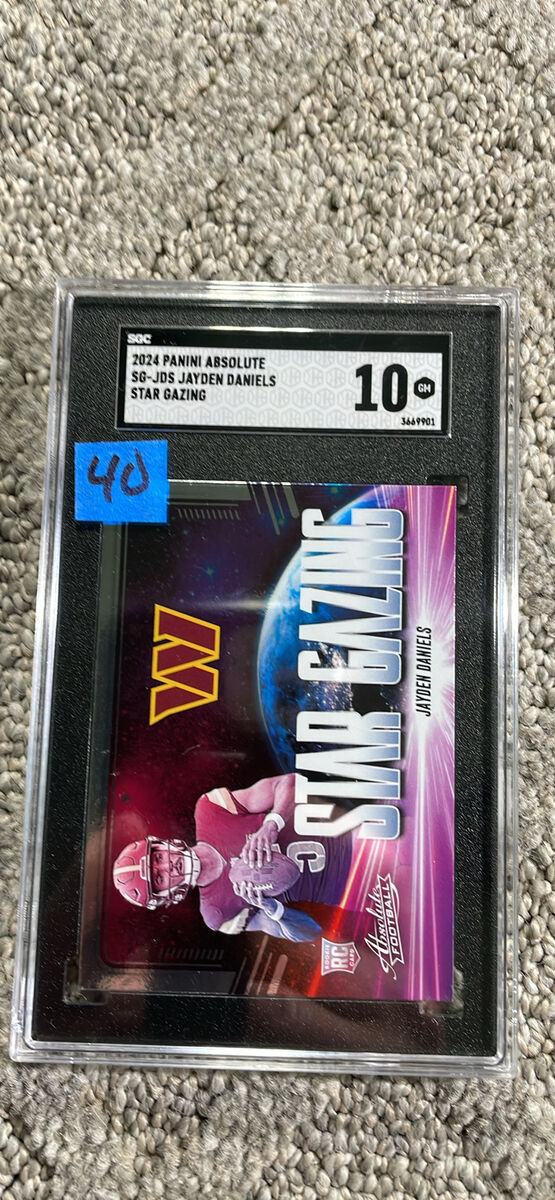 SGC
2024 PANINI ABSOLUTE
SG-JDS JAYDEN DANIELS
STAR GAZING
10
GM
3669901
40
W
STAR GAZING
JAYDEN DANIELS
C
ROOKIE
RC
CARD
Absolute
FOOTBALL